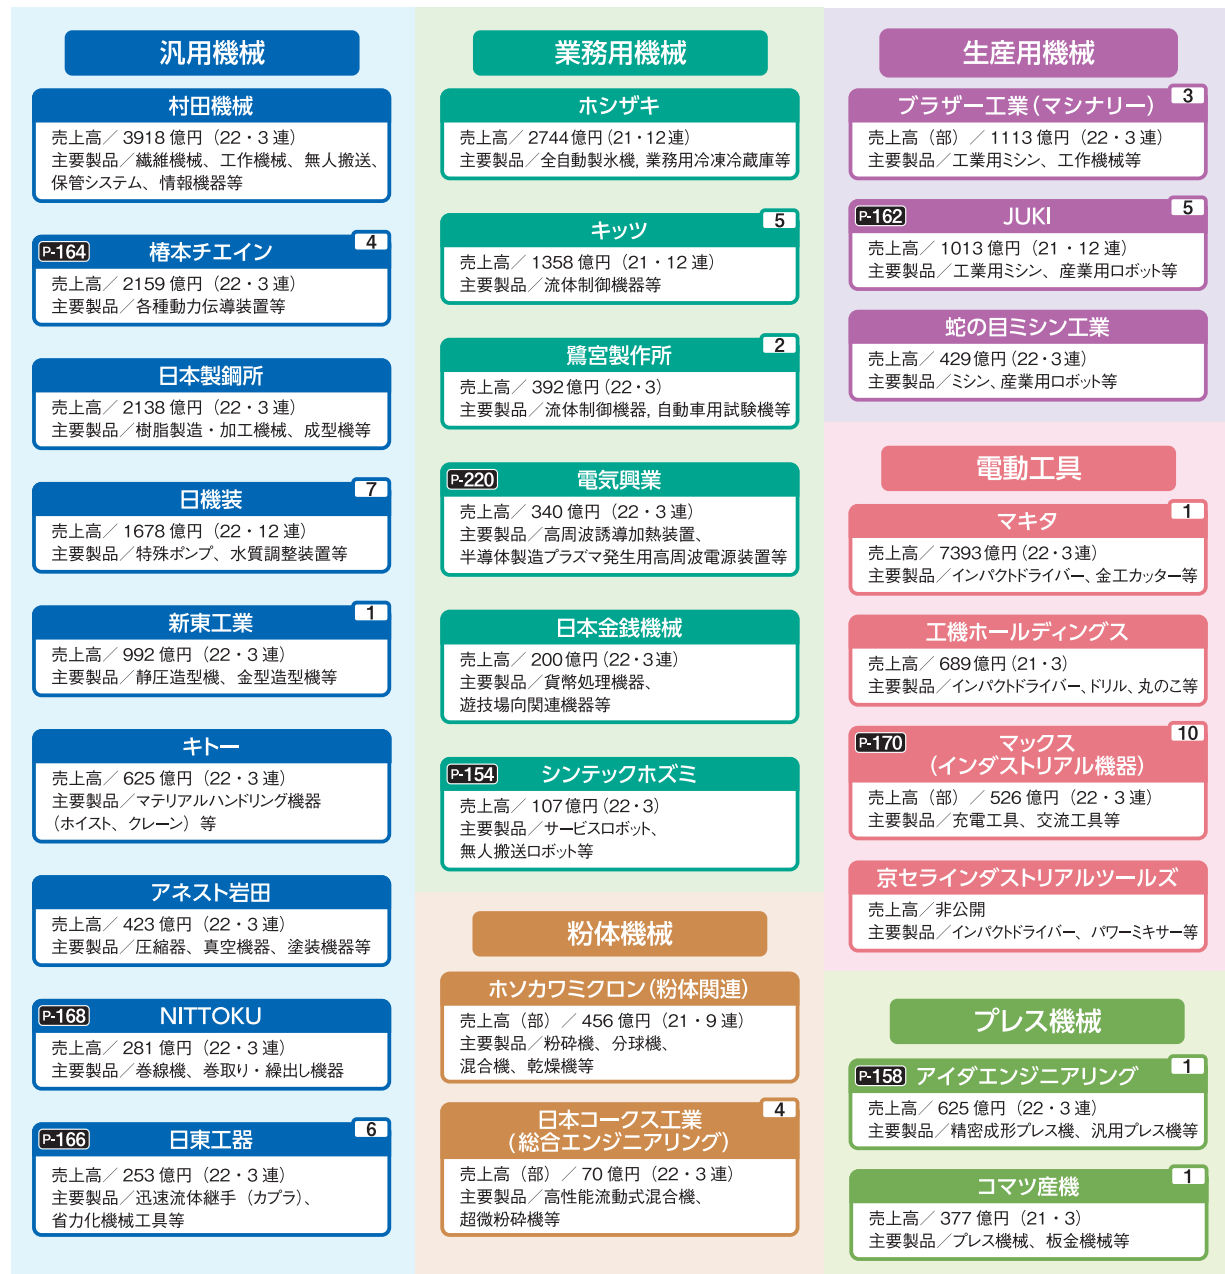 汎用機械
村田機械
売上高／3918億円（22・3連）
主要製品／繊維機械、工作機械、無人搬送、
保管システム、情報機器等
P-164 椿本チエイン 4
売上高／2159億円（22・3連）
主要製品／各種動力伝導装置等
日本製鋼所
売上高／2138億円（22・3連）
主要製品／樹脂製造・加工機械、成型機等
日機装 7
売上高／1678億円（22・12連）
主要製品／特殊ポンプ、水質調整装置等
新東工業 1
売上高／992億円（22・3連）
主要製品／静圧造型機、金型造型機等
キトー
売上高／625億円（22・3連）
主要製品／マテリアルハンドリング機器
（ホイスト、クレーン）等
アネスト岩田
売上高／423億円（22・3連）
主要製品／圧縮器、真空機器、塗装機器等
P-168 NITTOKU
売上高／281億円（22・3連）
主要製品／巻線機、巻取り・繰出し機器
P-166 日東工器 6
売上高／253億円（22・3連）
主要製品／迅速流体継手（カプラ）、
省力化機械工具等
業務用機械
ホシザキ
売上高／2744億円（21・12連）
主要製品／全自動製氷機，業務用冷凍冷蔵庫等
キッツ 5
売上高／1358億円（21・12連）
主要製品／流体制御機器等
鷺宮製作所 2
売上高／392億円（22・3）
主要製品／流体制御機器，自動車用試験機等
P-220 電気興業
売上高／340億円（22・3連）
主要製品／高周波誘導加熱装置、
半導体製造プラズマ発生用高周波電源装置等
日本金銭機械
売上高／200億円（22・3連）
主要製品／貨幣処理機器、
遊技場向関連機器等
P-154 シンテックホズミ
売上高／107億円（22・3）
主要製品／サービスロボット、
無人搬送ロボット等
粉体機械
ホソカワミクロン（粉体関連）
売上高（部）／456億円（21・9連）
主要製品／粉砕機、分球機、
混合機、乾燥機等
日本コークス工業 4
（総合エンジニアリング）
売上高（部）／70億円（22・3連）
主要製品／高性能流動式混合機、
超微粉砕機等
生産用機械
ブラザー工業（マシナリー） 3
売上高（部）／1113億円（22・3連）
主要製品／工業用ミシン、工作機械等
P-162 JUKI 5
売上高／1013億円（21・12連）
主要製品／工業用ミシン、産業用ロボット等
蛇の目ミシン工業
売上高／429億円（22・3連）
主要製品／ミシン、産業用ロボット等
電動工具
マキタ 1
売上高／7393億円（22・3連）
主要製品／インパクトドライバー、金工カッター等
工機ホールディングス
売上高／689億円（21・3）
主要製品／インパクトドライバー、ドリル、丸のこ等
P-170 マックス 10
（インダストリアル機器）
売上高（部）／526億円（22・3連）
主要製品／充電工具、交流工具等
京セラインダストリアルツールズ
売上高／非公開
主要製品／インパクトドライバー、パワーミキサー等
プレス機械
P-158 アイダエンジニアリング 1
売上高／625億円（22・3連）
主要製品／精密成形プレス機、汎用プレス機等
コマツ産機 1
売上高／377億円（21・3）
主要製品／プレス機械、板金機械等